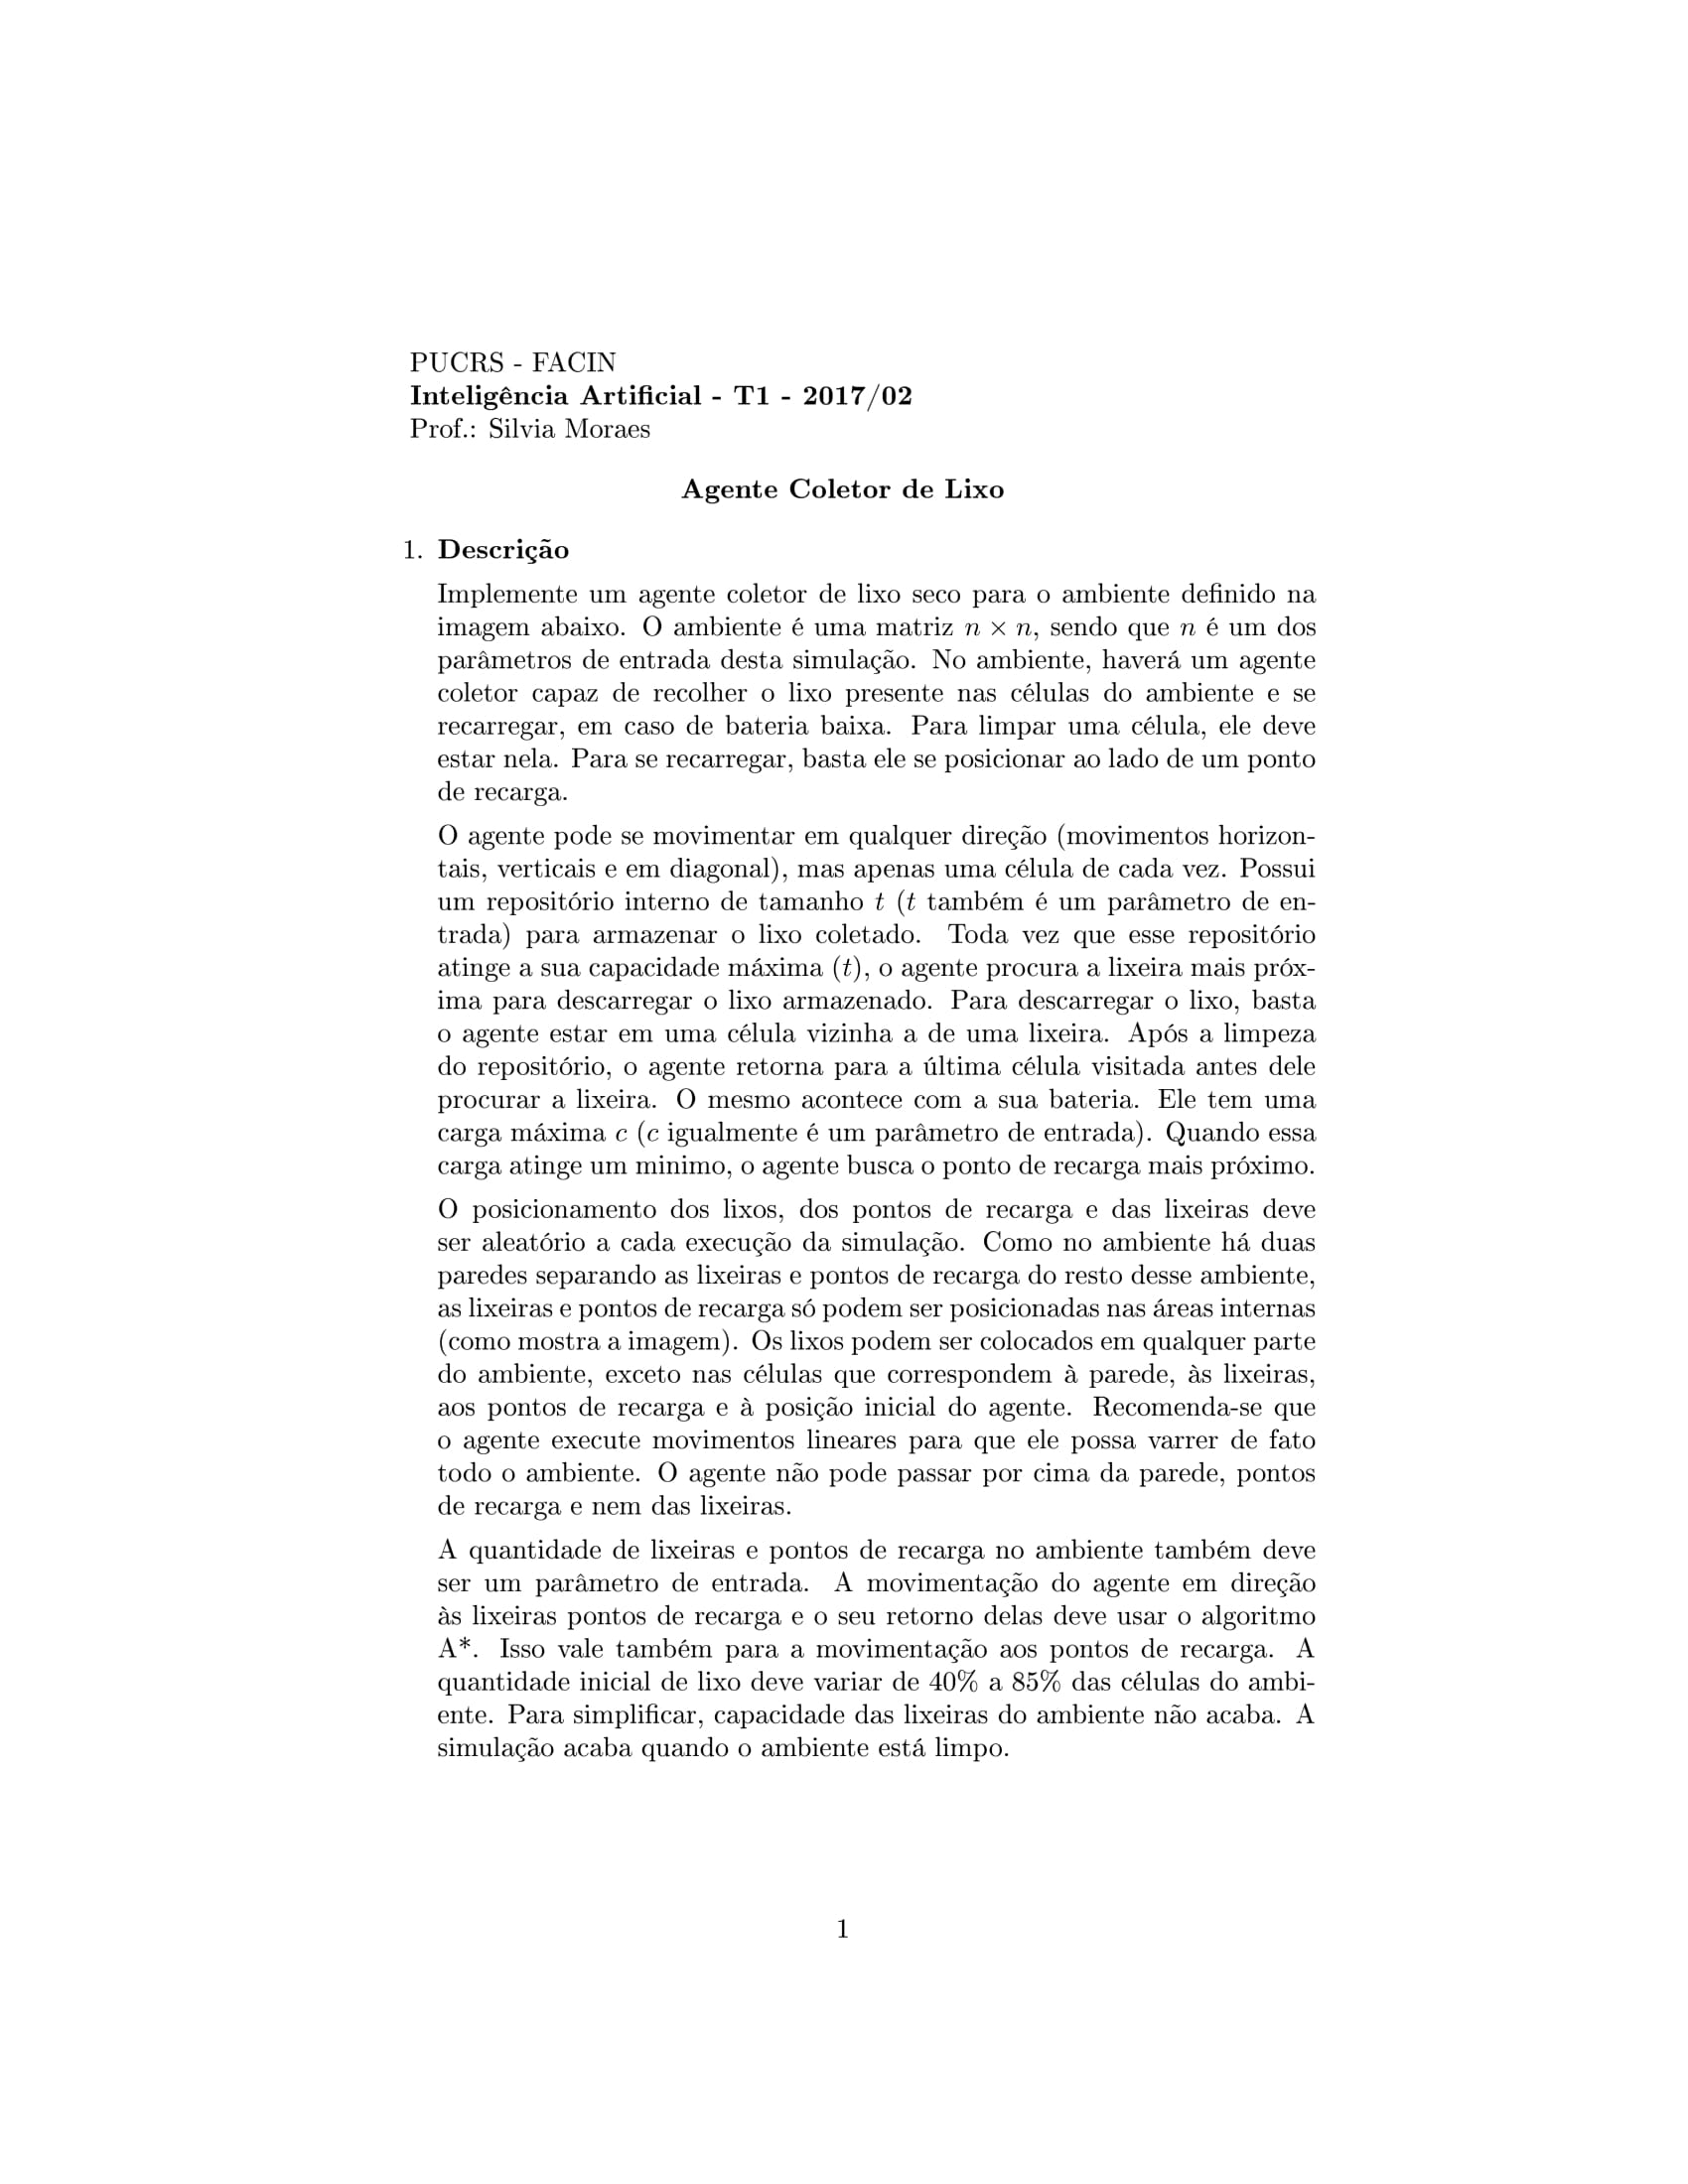 PUCRS - FACIN
Inteligência Artificial - T1 - 2017/02
Prof.: Silvia Moraes
Agente Coletor de Lixo
1. Descrição
Implemente um agente coletor de lixo seco para o ambiente definido na
imagem abaixo. O ambiente é uma matriz n × n, sendo que n é um dos
parâmetros de entrada desta simulação. No ambiente, haverá um agente
coletor capaz de recolher o lixo presente nas células do ambiente e se
recarregar, em caso de bateria baixa. Para limpar uma célula, ele deve
estar nela. Para se recarregar, basta ele se posicionar ao lado de um ponto
de recarga.
O agente pode se movimentar em qualquer direção (movimentos horizon-
tais, verticais e em diagonal), mas apenas uma célula de cada vez. Possui
um repositório interno de tamanho t (t também é um parâmetro de en-
trada) para armazenar o lixo coletado. Toda vez que esse repositório
atinge a sua capacidade máxima (t), o agente procura a lixeira mais próx-
ima para descarregar o lixo armazenado. Para descarregar o lixo, basta
o agente estar em uma célula vizinha a de uma lixeira. Após a limpeza
do repositório, o agente retorna para a última célula visitada antes dele
procurar a lixeira. O mesmo acontece com a sua bateria. Ele tem uma
carga máxima c (c igualmente é um parâmetro de entrada). Quando essa
carga atinge um minimo, o agente busca o ponto de recarga mais próximo.
O posicionamento dos lixos, dos pontos de recarga e das lixeiras deve
ser aleatório a cada execução da simulação. Como no ambiente há duas
paredes separando as lixeiras e pontos de recarga do resto desse ambiente,
as lixeiras e pontos de recarga só podem ser posicionadas nas áreas internas
(como mostra a imagem). Os lixos podem ser colocados em qualquer parte
do ambiente, exceto nas células que correspondem à parede, às lixeiras,
aos pontos de recarga e à posição inicial do agente. Recomenda-se que
o agente execute movimentos lineares para que ele possa varrer de fato
todo o ambiente. O agente não pode passar por cima da parede, pontos
de recarga e nem das lixeiras.
A quantidade de lixeiras e pontos de recarga no ambiente também deve
ser um parâmetro de entrada. A movimentação do agente em direção
às lixeiras pontos de recarga e o seu retorno delas deve usar o algoritmo
A*. Isso vale também para a movimentação aos pontos de recarga. A
quantidade inicial de lixo deve variar de 40% a 85% das células do ambi-
ente. Para simplificar, capacidade das lixeiras do ambiente não acaba. A
simulação acaba quando o ambiente está limpo.
1